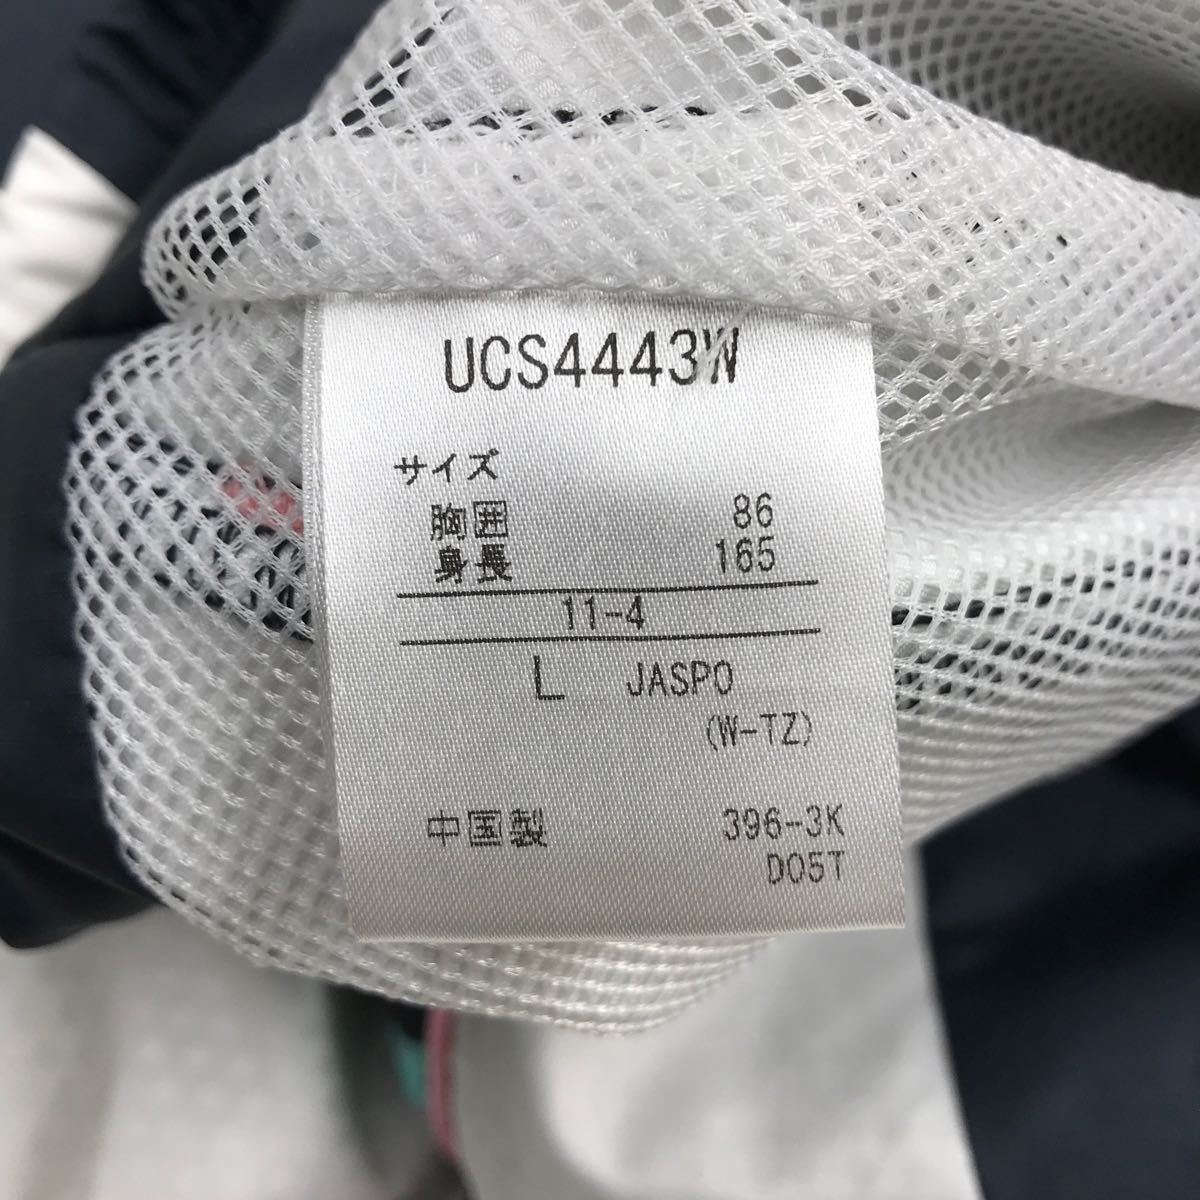 UCS4443W
サイズ
胸囲 86
身長 165
11-4
L JASPO
(W-TZ)
中国製 396-3K
D05T